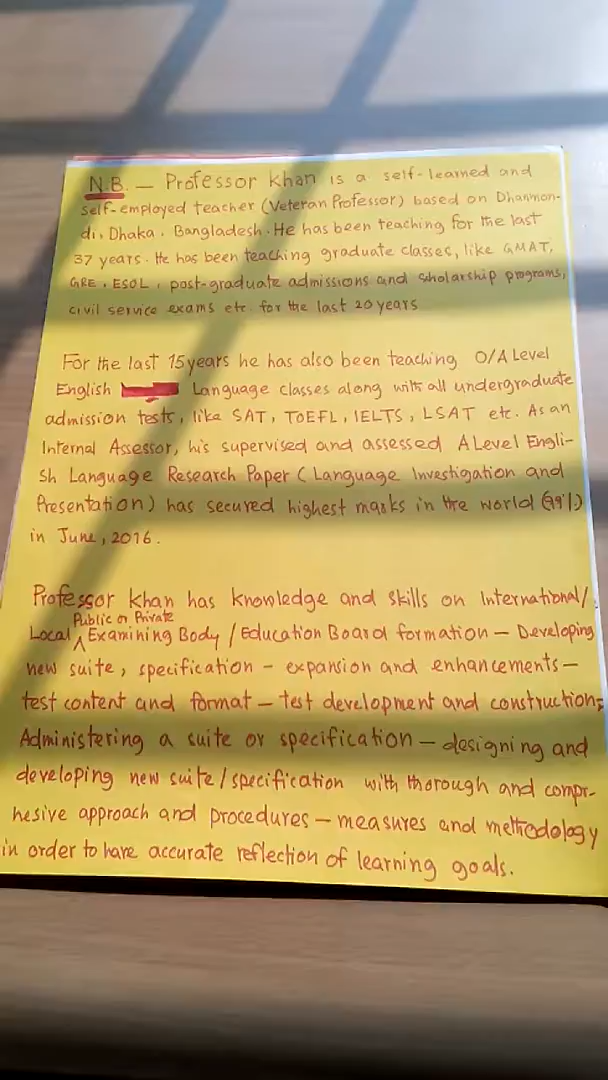 N.B. — Professor Khan is a self-learned and
self-employed teacher (Veteran Professor) based on Dhanmon-
di, Dhaka. Bangladesh. He has been teaching for the last
37 years. He has been teaching graduate classes, like GMAT,
GRE, ESOL, post-graduate admissions and scholarship programs,
civil service exams etc. for the last 20 years
For the last 15 years he has also been teaching O/A Level
English Language classes along with all undergraduate
admission tests, like SAT, TOEFL, IELTS, LSAT etc. As an
Internal Assessor, his supervised and assessed A Level Engli-
sh Language Research Paper (Language Investigation and
Presentation) has secured highest marks in the world (99%)
in June, 2016.
Professor Khan has knowledge and skills on International/
Public or Private
Local ^ Examining Body / Education Board formation — Developing
new suite, specification — expansion and enhancements —
test content and format — test development and construction,
Administering a suite or specification — designing and
developing new suite / specification with thorough and compr-
hesive approach and procedures — measures and methodology
in order to have accurate reflection of learning goals.